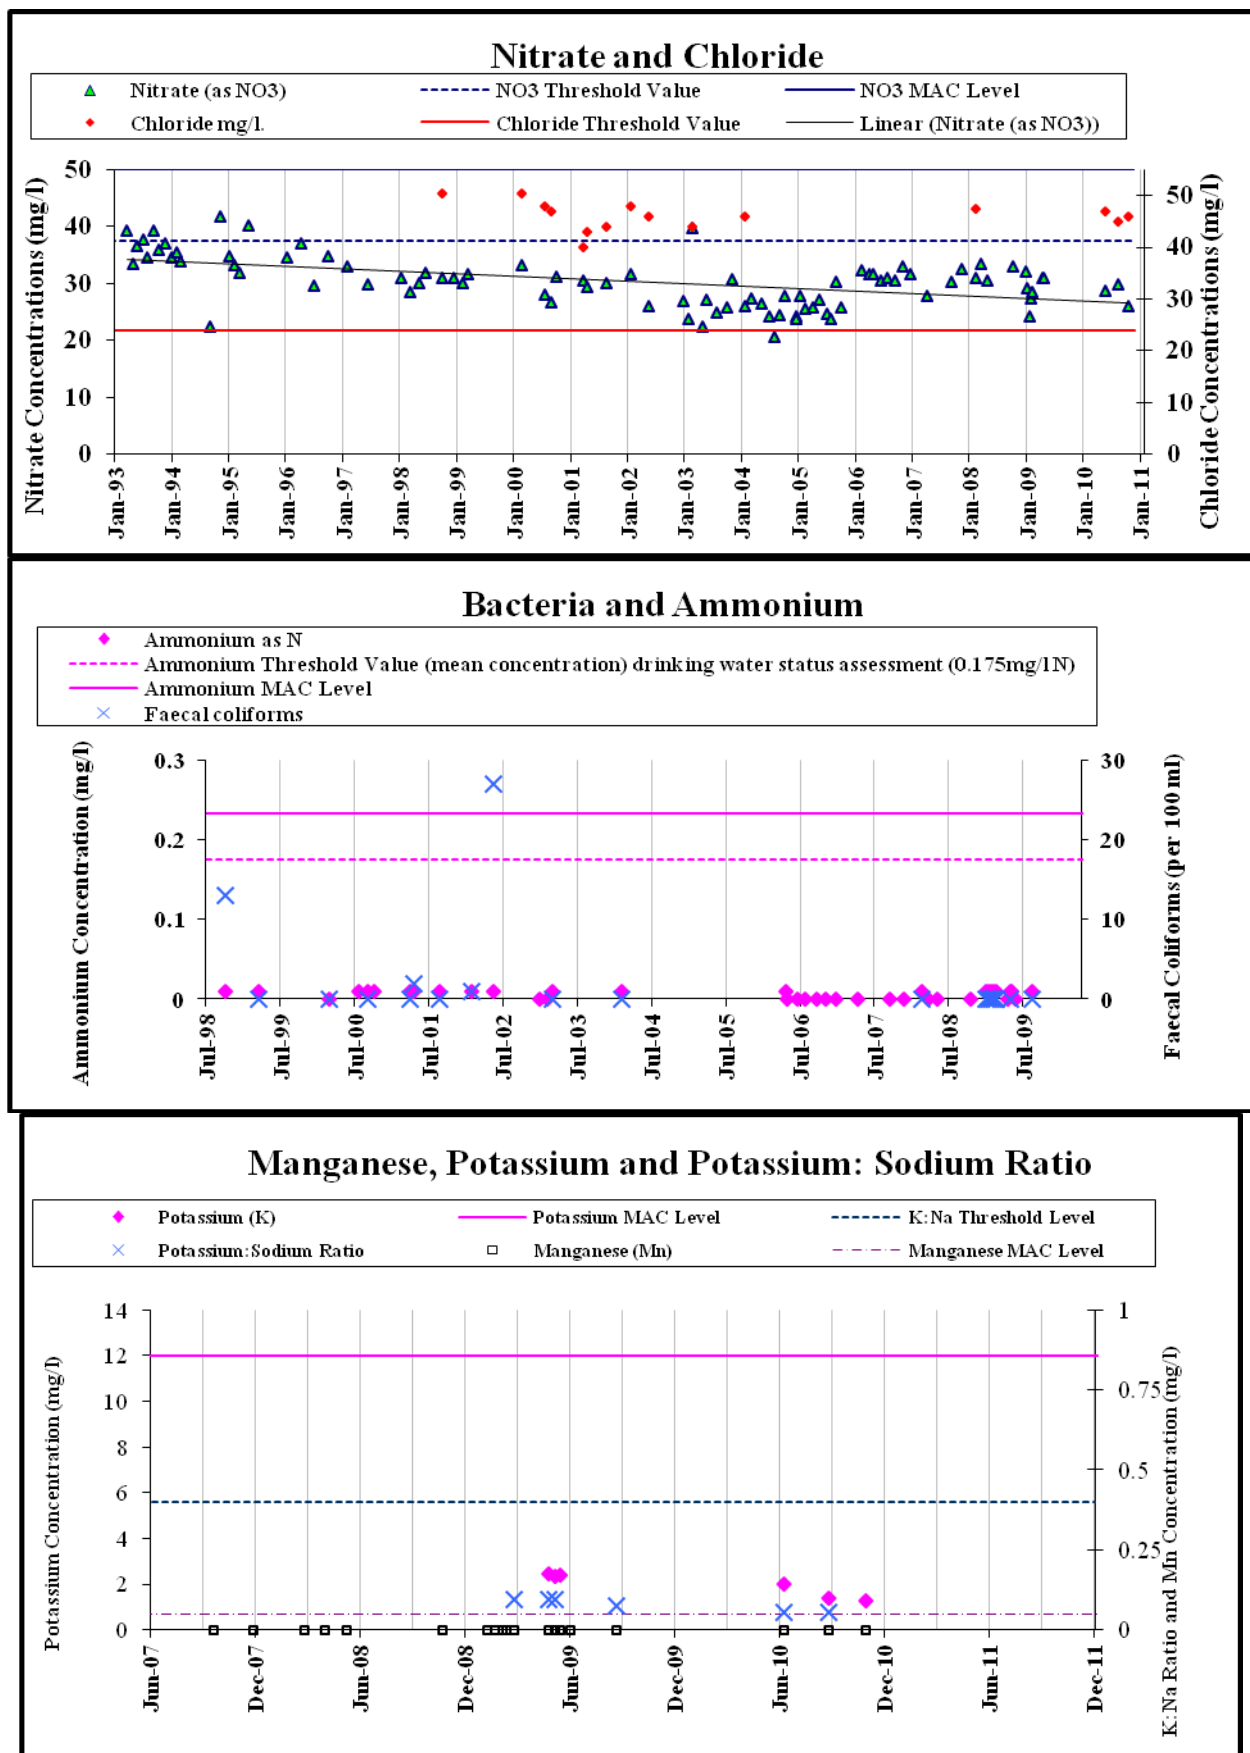 Nitrate and Chloride
Nitrate (as NO3) NO3 Threshold Value NO3 MAC Level
Chloride mg/l. Chloride Threshold Value Linear (Nitrate (as NO3))
Nitrate Concentrations (mg/l)
50
40
30
20
10
0
50
40
30
20
10
0
Chloride Concentrations (mg/l)
Jan-93 Jan-94 Jan-95 Jan-96 Jan-97 Jan-98 Jan-99 Jan-00 Jan-01 Jan-02 Jan-03 Jan-04 Jan-05 Jan-06 Jan-07 Jan-08 Jan-09 Jan-10 Jan-11
Bacteria and Ammonium
Ammonium as N
Ammonium Threshold Value (mean concentration) drinking water status assessment (0.175mg/l N)
Ammonium MAC Level
Faecal coliforms
Ammonium Concentration (mg/l)
0.3
0.2
0.1
0
30
20
10
0
Faecal Coliforms (per 100 ml)
Jul-98 Jul-99 Jul-00 Jul-01 Jul-02 Jul-03 Jul-04 Jul-05 Jul-06 Jul-07 Jul-08 Jul-09
Manganese, Potassium and Potassium: Sodium Ratio
Potassium (K) Potassium MAC Level K:Na Threshold Level
Potassium:Sodium Ratio Manganese (Mn) Manganese MAC Level
Potassium Concentration (mg/l)
14
12
10
8
6
4
2
0
1
0.75
0.5
0.25
0
K:Na Ratio and Mn Concentration (mg/l)
Jun-07 Dec-07 Jun-08 Dec-08 Jun-09 Dec-09 Jun-10 Dec-10 Jun-11 Dec-11